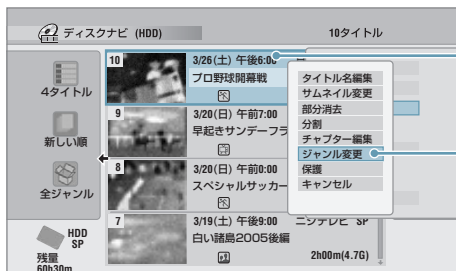 ディスクナビ (HDD)
10タイトル
4タイトル
新しい順
全ジャンル
HDD
SP
残量
60h30m
10
3/26(土) 午後6:00
プロ野球開幕戦
9
3/20(日) 午前7:00
早起きサンデーフラ
8
3/20(日) 午前0:00
スペシャルサッカー
7
3/19(土) 午後9:00 ニジテレビ SP
白い諸島2005後編
2h00m(4.7G)
タイトル名編集
サムネイル変更
部分消去
分割
チャプター編集
ジャンル変更
保護
キャンセル